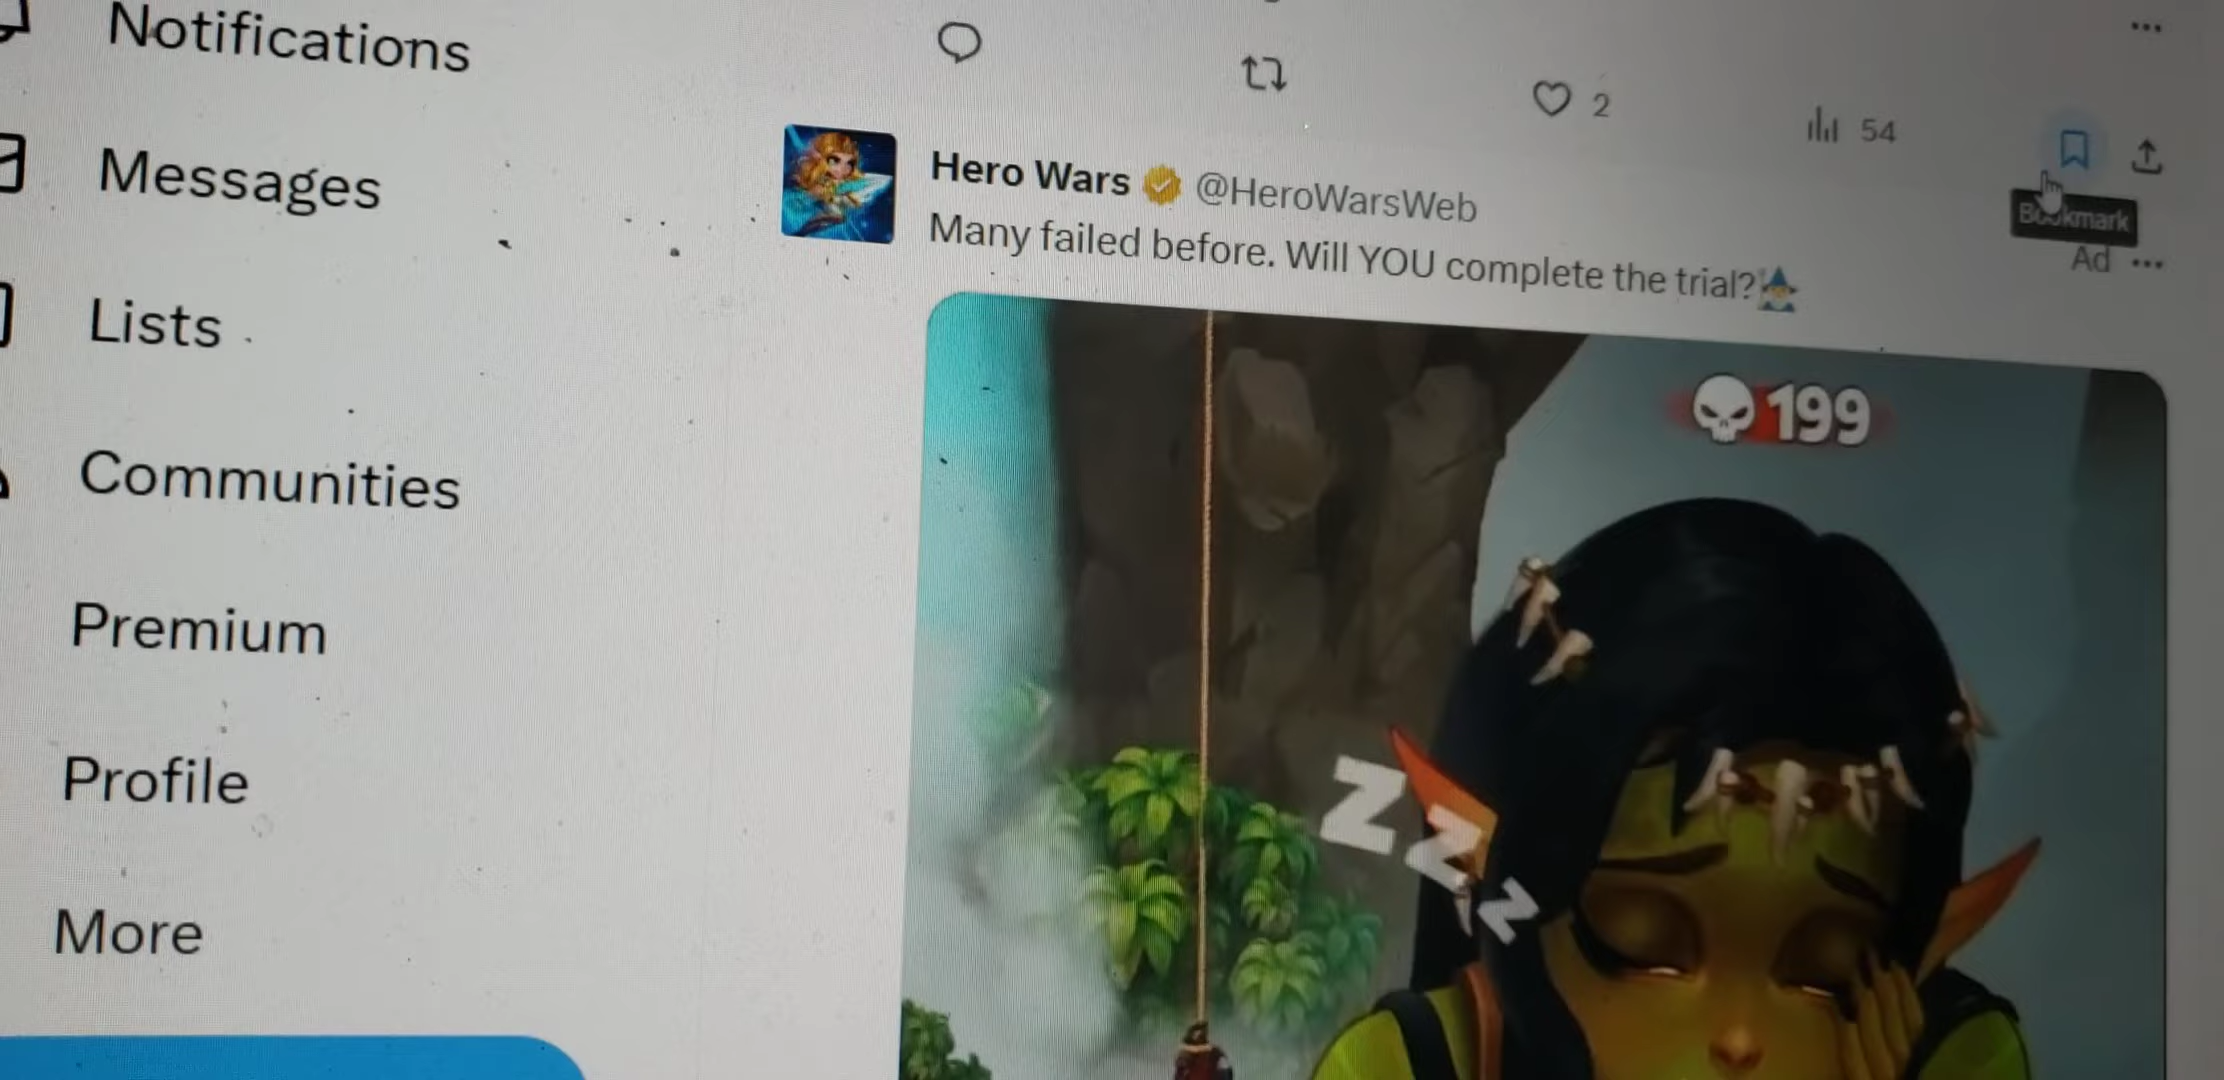 Notifications
2
54
Messages
Hero Wars @HeroWarsWeb
Bookmark
Many failed before. Will YOU complete the trial?🧙
Ad
Lists
199
Communities
Premium
Profile
z
z
z
More